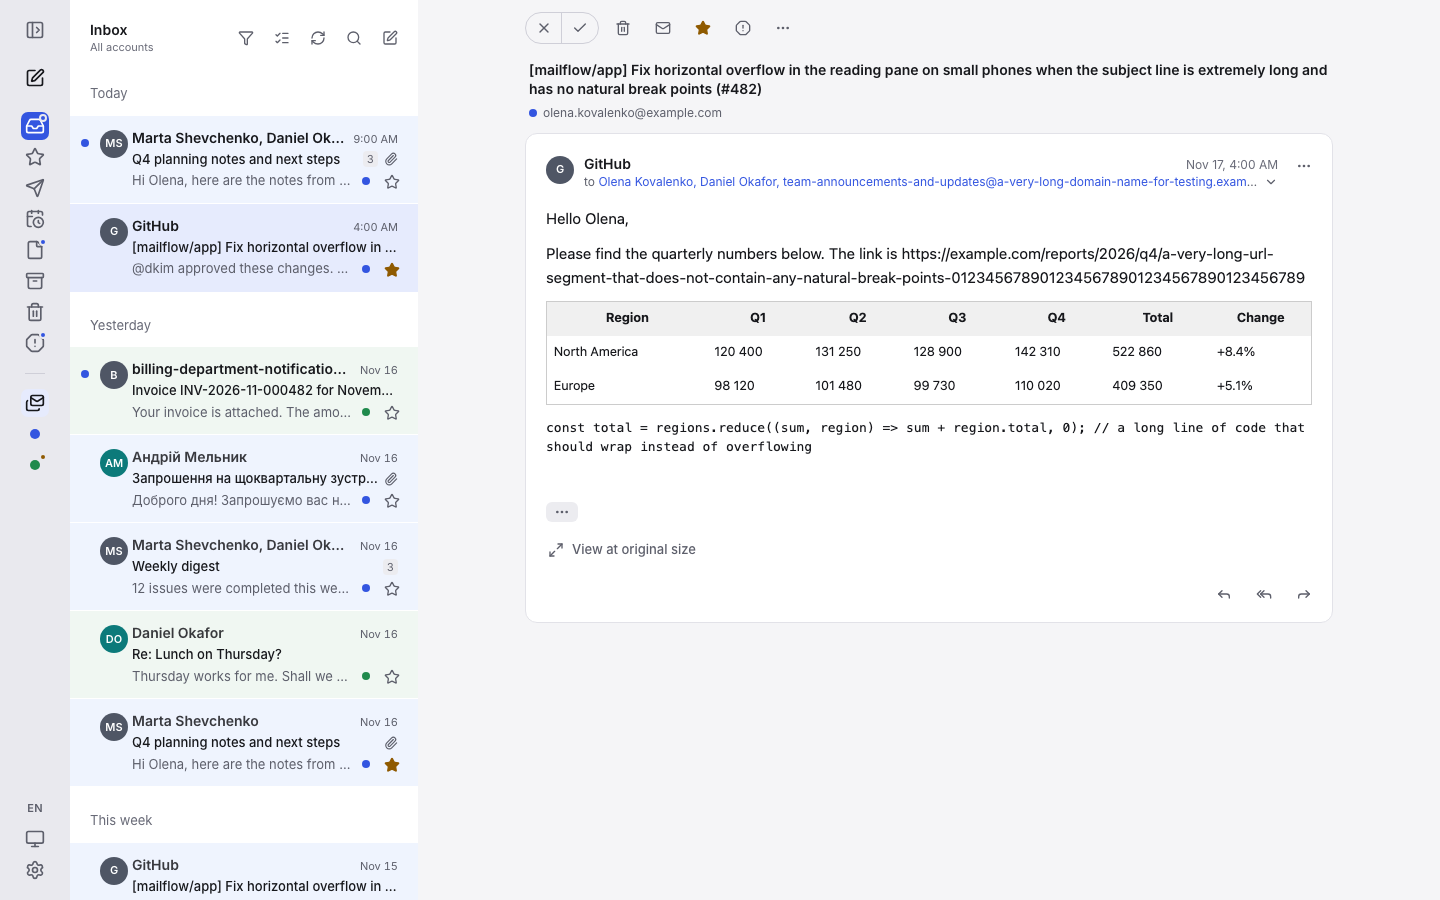 Inbox
All accounts
Today
MS
Marta Shevchenko, Daniel Ok...
9:00 AM
Q4 planning notes and next steps
3
Hi Olena, here are the notes from ...
G
GitHub
4:00 AM
[mailflow/app] Fix horizontal overflow in ...
@dkim approved these changes. ...
Yesterday
B
billing-department-notificatio...
Nov 16
Invoice INV-2026-11-000482 for Novem...
Your invoice is attached. The amo...
АМ
Андрій Мельник
Nov 16
Запрошення на щоквартальну зустр...
Доброго дня! Запрошуємо вас н...
MS
Marta Shevchenko, Daniel Ok...
Nov 16
Weekly digest
3
12 issues were completed this we...
DO
Daniel Okafor
Nov 16
Re: Lunch on Thursday?
Thursday works for me. Shall we ...
MS
Marta Shevchenko
Nov 16
Q4 planning notes and next steps
Hi Olena, here are the notes from ...
This week
G
GitHub
Nov 15
[mailflow/app] Fix horizontal overflow in ...
EN
[mailflow/app] Fix horizontal overflow in the reading pane on small phones when the subject line is extremely long and
has no natural break points (#482)
olena.kovalenko@example.com
G
GitHub
Nov 17, 4:00 AM
to Olena Kovalenko, Daniel Okafor, team-announcements-and-updates@a-very-long-domain-name-for-testing.exam...
Hello Olena,
Please find the quarterly numbers below. The link is https://example.com/reports/2026/q4/a-very-long-url-
segment-that-does-not-contain-any-natural-break-points-0123456789012345678901234567890123456789
Region Q1 Q2 Q3 Q4 Total Change
North America 120 400 131 250 128 900 142 310 522 860 +8.4%
Europe 98 120 101 480 99 730 110 020 409 350 +5.1%
const total = regions.reduce((sum, region) => sum + region.total, 0); // a long line of code that
should wrap instead of overflowing
View at original size